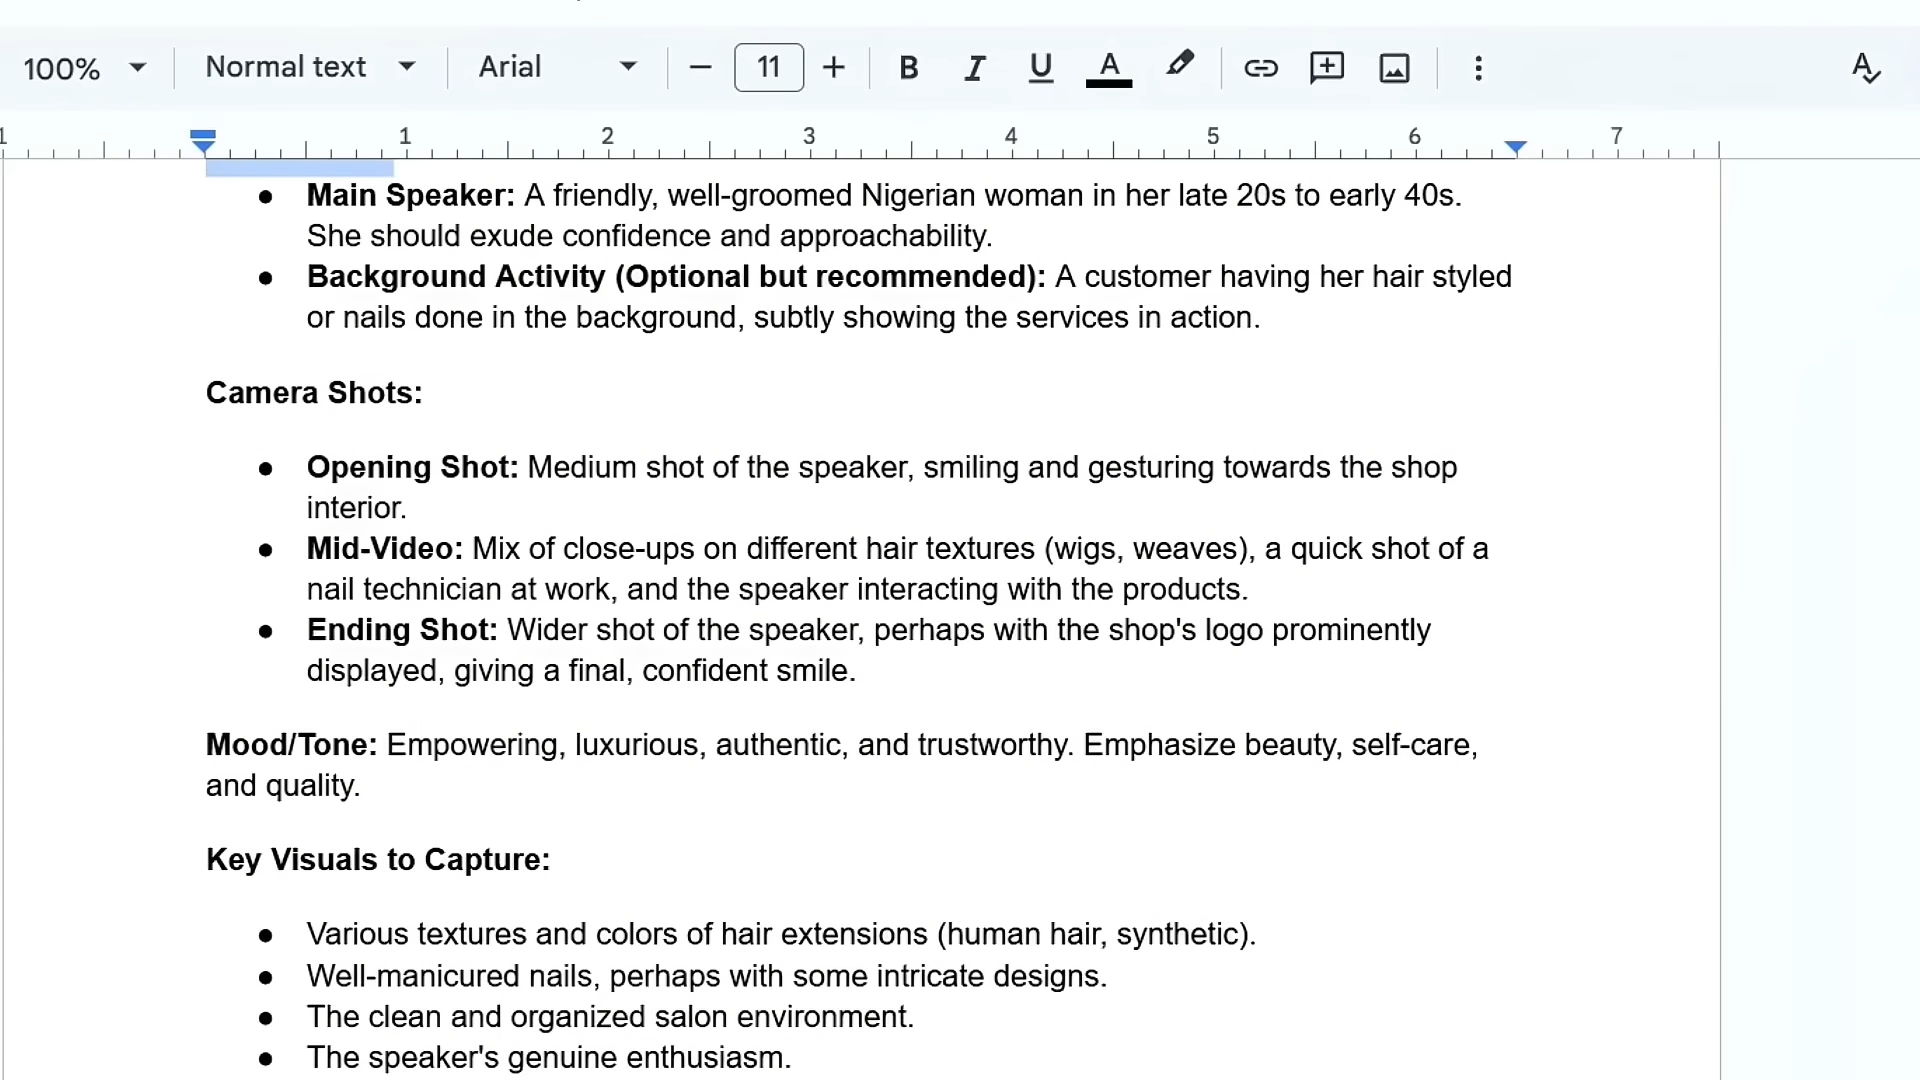 100% Normal text Arial 11 B I U A
1 1 2 3 4 5 6 7
● Main Speaker: A friendly, well-groomed Nigerian woman in her late 20s to early 40s.
She should exude confidence and approachability.
● Background Activity (Optional but recommended): A customer having her hair styled
or nails done in the background, subtly showing the services in action.
Camera Shots:
● Opening Shot: Medium shot of the speaker, smiling and gesturing towards the shop
interior.
● Mid-Video: Mix of close-ups on different hair textures (wigs, weaves), a quick shot of a
nail technician at work, and the speaker interacting with the products.
● Ending Shot: Wider shot of the speaker, perhaps with the shop's logo prominently
displayed, giving a final, confident smile.
Mood/Tone: Empowering, luxurious, authentic, and trustworthy. Emphasize beauty, self-care,
and quality.
Key Visuals to Capture:
● Various textures and colors of hair extensions (human hair, synthetic).
● Well-manicured nails, perhaps with some intricate designs.
● The clean and organized salon environment.
● The speaker's genuine enthusiasm.